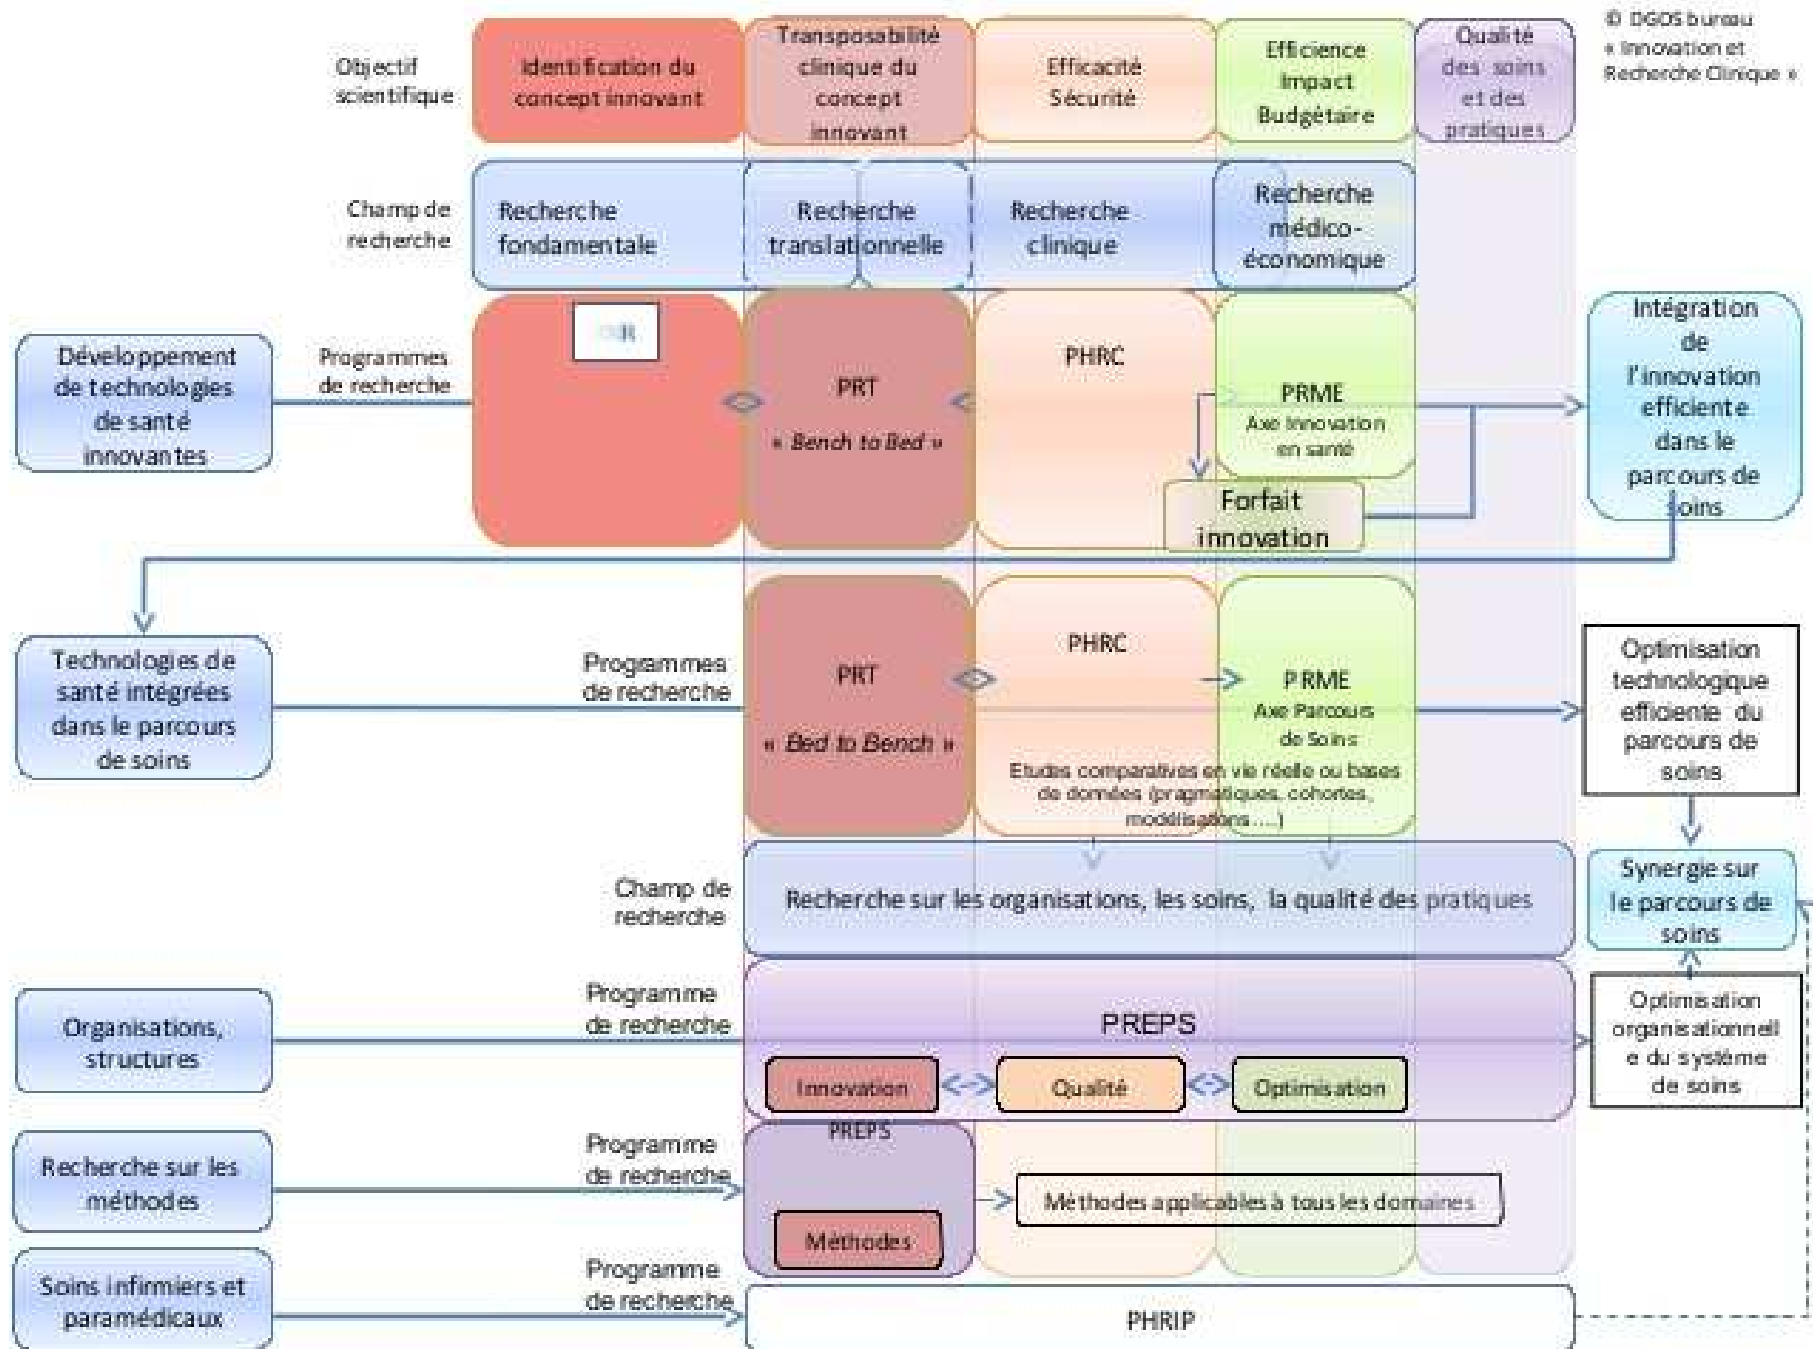 © DGOS bureau
« Innovation et
Recherche Clinique »
Objectif
scientifique
Identification du
concept innovant
Transposabilité
clinique du
concept
innovant
Efficacité
Sécurité
Efficience
Impact
Budgétaire
Qualité
des soins
et des
pratiques
Champ de
recherche
Recherche
fondamentale
Recherche
translationnelle
Recherche
clinique
Recherche
médico-
économique
Développement
de technologies
de santé
innovantes
Programmes
de recherche
PRT
« Bench to Bed »
PHRC
PRME
Axe Innovation
en santé
Forfait
innovation
Intégration
de
l'innovation
efficiente
dans le
parcours de
soins
Technologies de
santé intégrées
dans le parcours
de soins
Programmes
de recherche
PRT
« Bed to Bench »
PHRC
PRME
Axe Parcours
de Soins
Etudes comparatives en vie réelle ou bases
de données (pragmatiques, cohortes,
modélisations....)
Optimisation
technologique
efficiente du
parcours de
soins
Champ de
recherche
Recherche sur les organisations, les soins, la qualité des pratiques
Synergie sur
le parcours de
soins
Organisations,
structures
Programme
de recherche
PREPS
Innovation
Qualité
Optimisation
Optimisation
organisationnell
e du système
de soins
Recherche sur les
méthodes
Programme
de recherche
PREPS
Méthodes
Méthodes applicables à tous les domaines
Soins infirmiers et
paramédicaux
Programme
de recherche
PHRIP